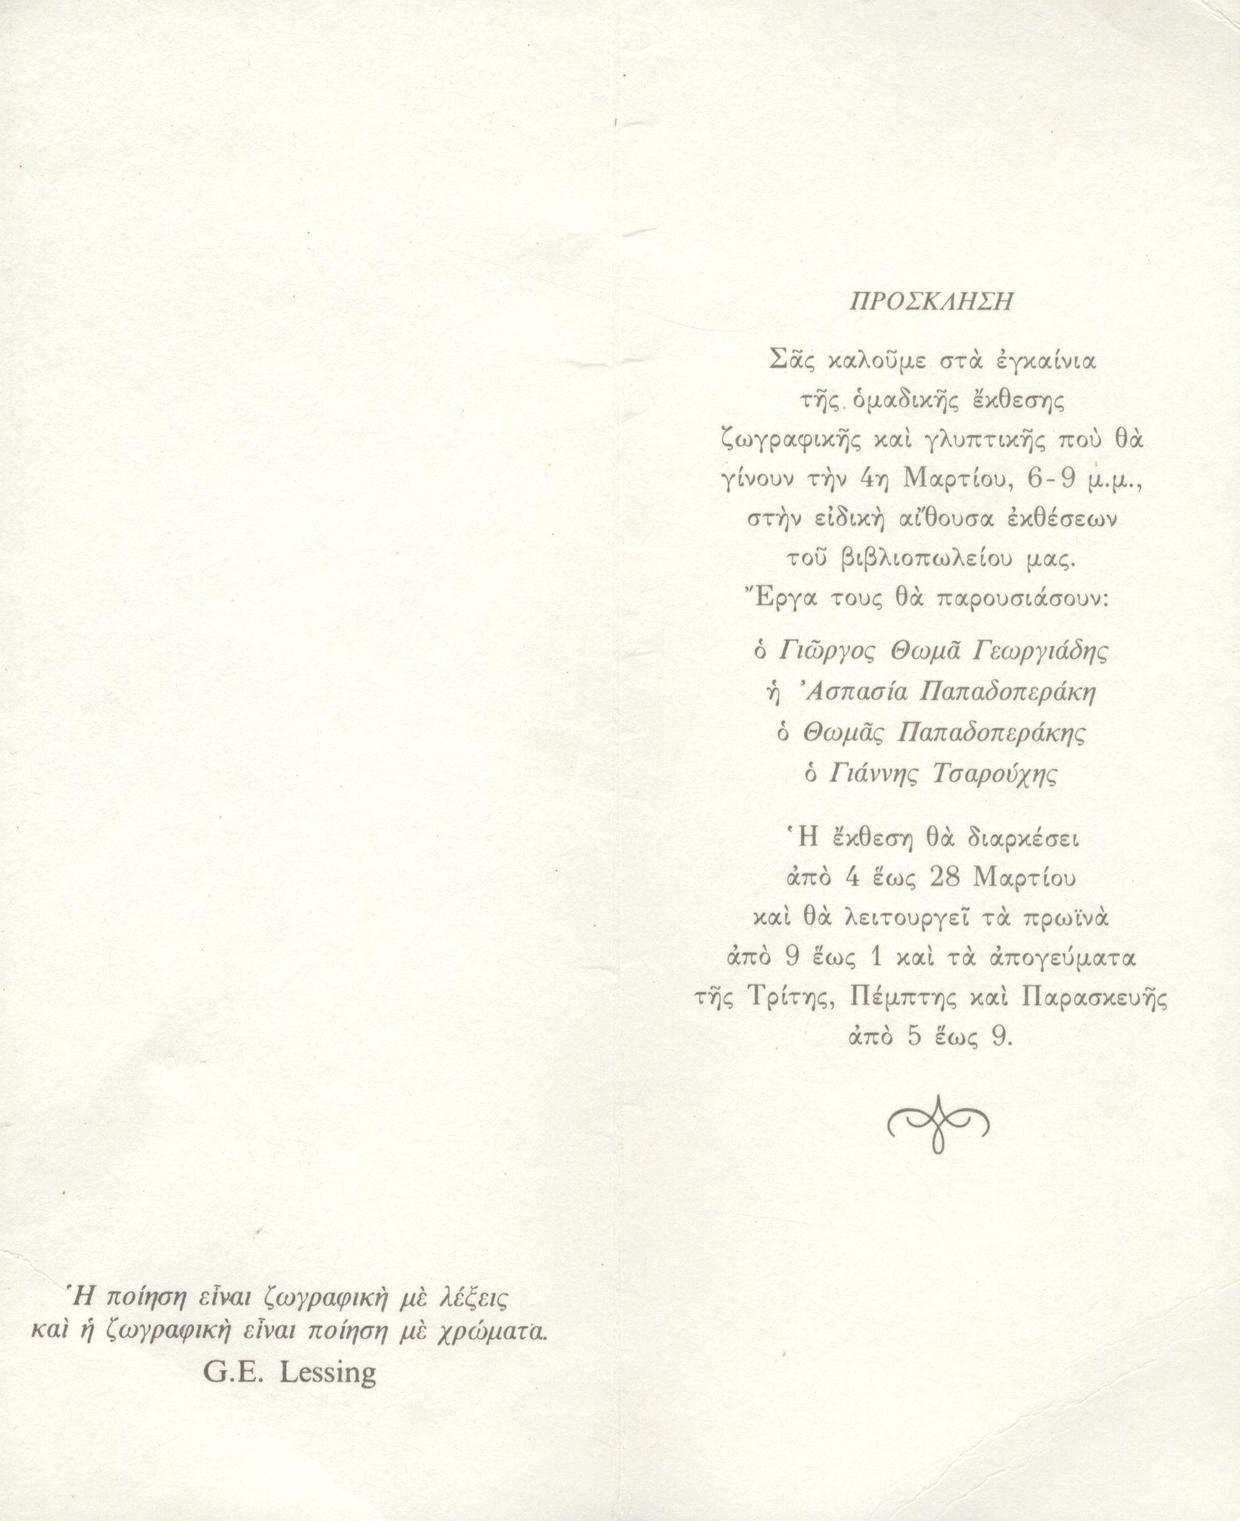 Ἡ ποίηση εἶναι ζωγραφικὴ μὲ λέξεις
καὶ ἡ ζωγραφικὴ εἶναι ποίηση μὲ χρώματα.
G.E. Lessing
ΠΡΟΣΚΛΗΣΗ
Σᾶς καλοῦμε στὰ ἐγκαίνια
τῆς ὁμαδικῆς ἔκθεσης
ζωγραφικῆς καὶ γλυπτικῆς ποὺ θὰ
γίνουν τὴν 4η Μαρτίου, 6-9 μ.μ.,
στὴν εἰδικὴ αἴθουσα ἐκθέσεων
τοῦ βιβλιοπωλείου μας.
Ἔργα τους θὰ παρουσιάσουν:
ὁ Γιῶργος Θωμᾶ Γεωργιάδης
ἡ Ἀσπασία Παπαδοπεράκη
ὁ Θωμᾶς Παπαδοπεράκης
ὁ Γιάννης Τσαρούχης
Ἡ ἔκθεση θὰ διαρκέσει
ἀπὸ 4 ἕως 28 Μαρτίου
καὶ θὰ λειτουργεῖ τὰ πρωϊνὰ
ἀπὸ 9 ἕως 1 καὶ τὰ ἀπογεύματα
τῆς Τρίτης, Πέμπτης καὶ Παρασκευῆς
ἀπὸ 5 ἕως 9.